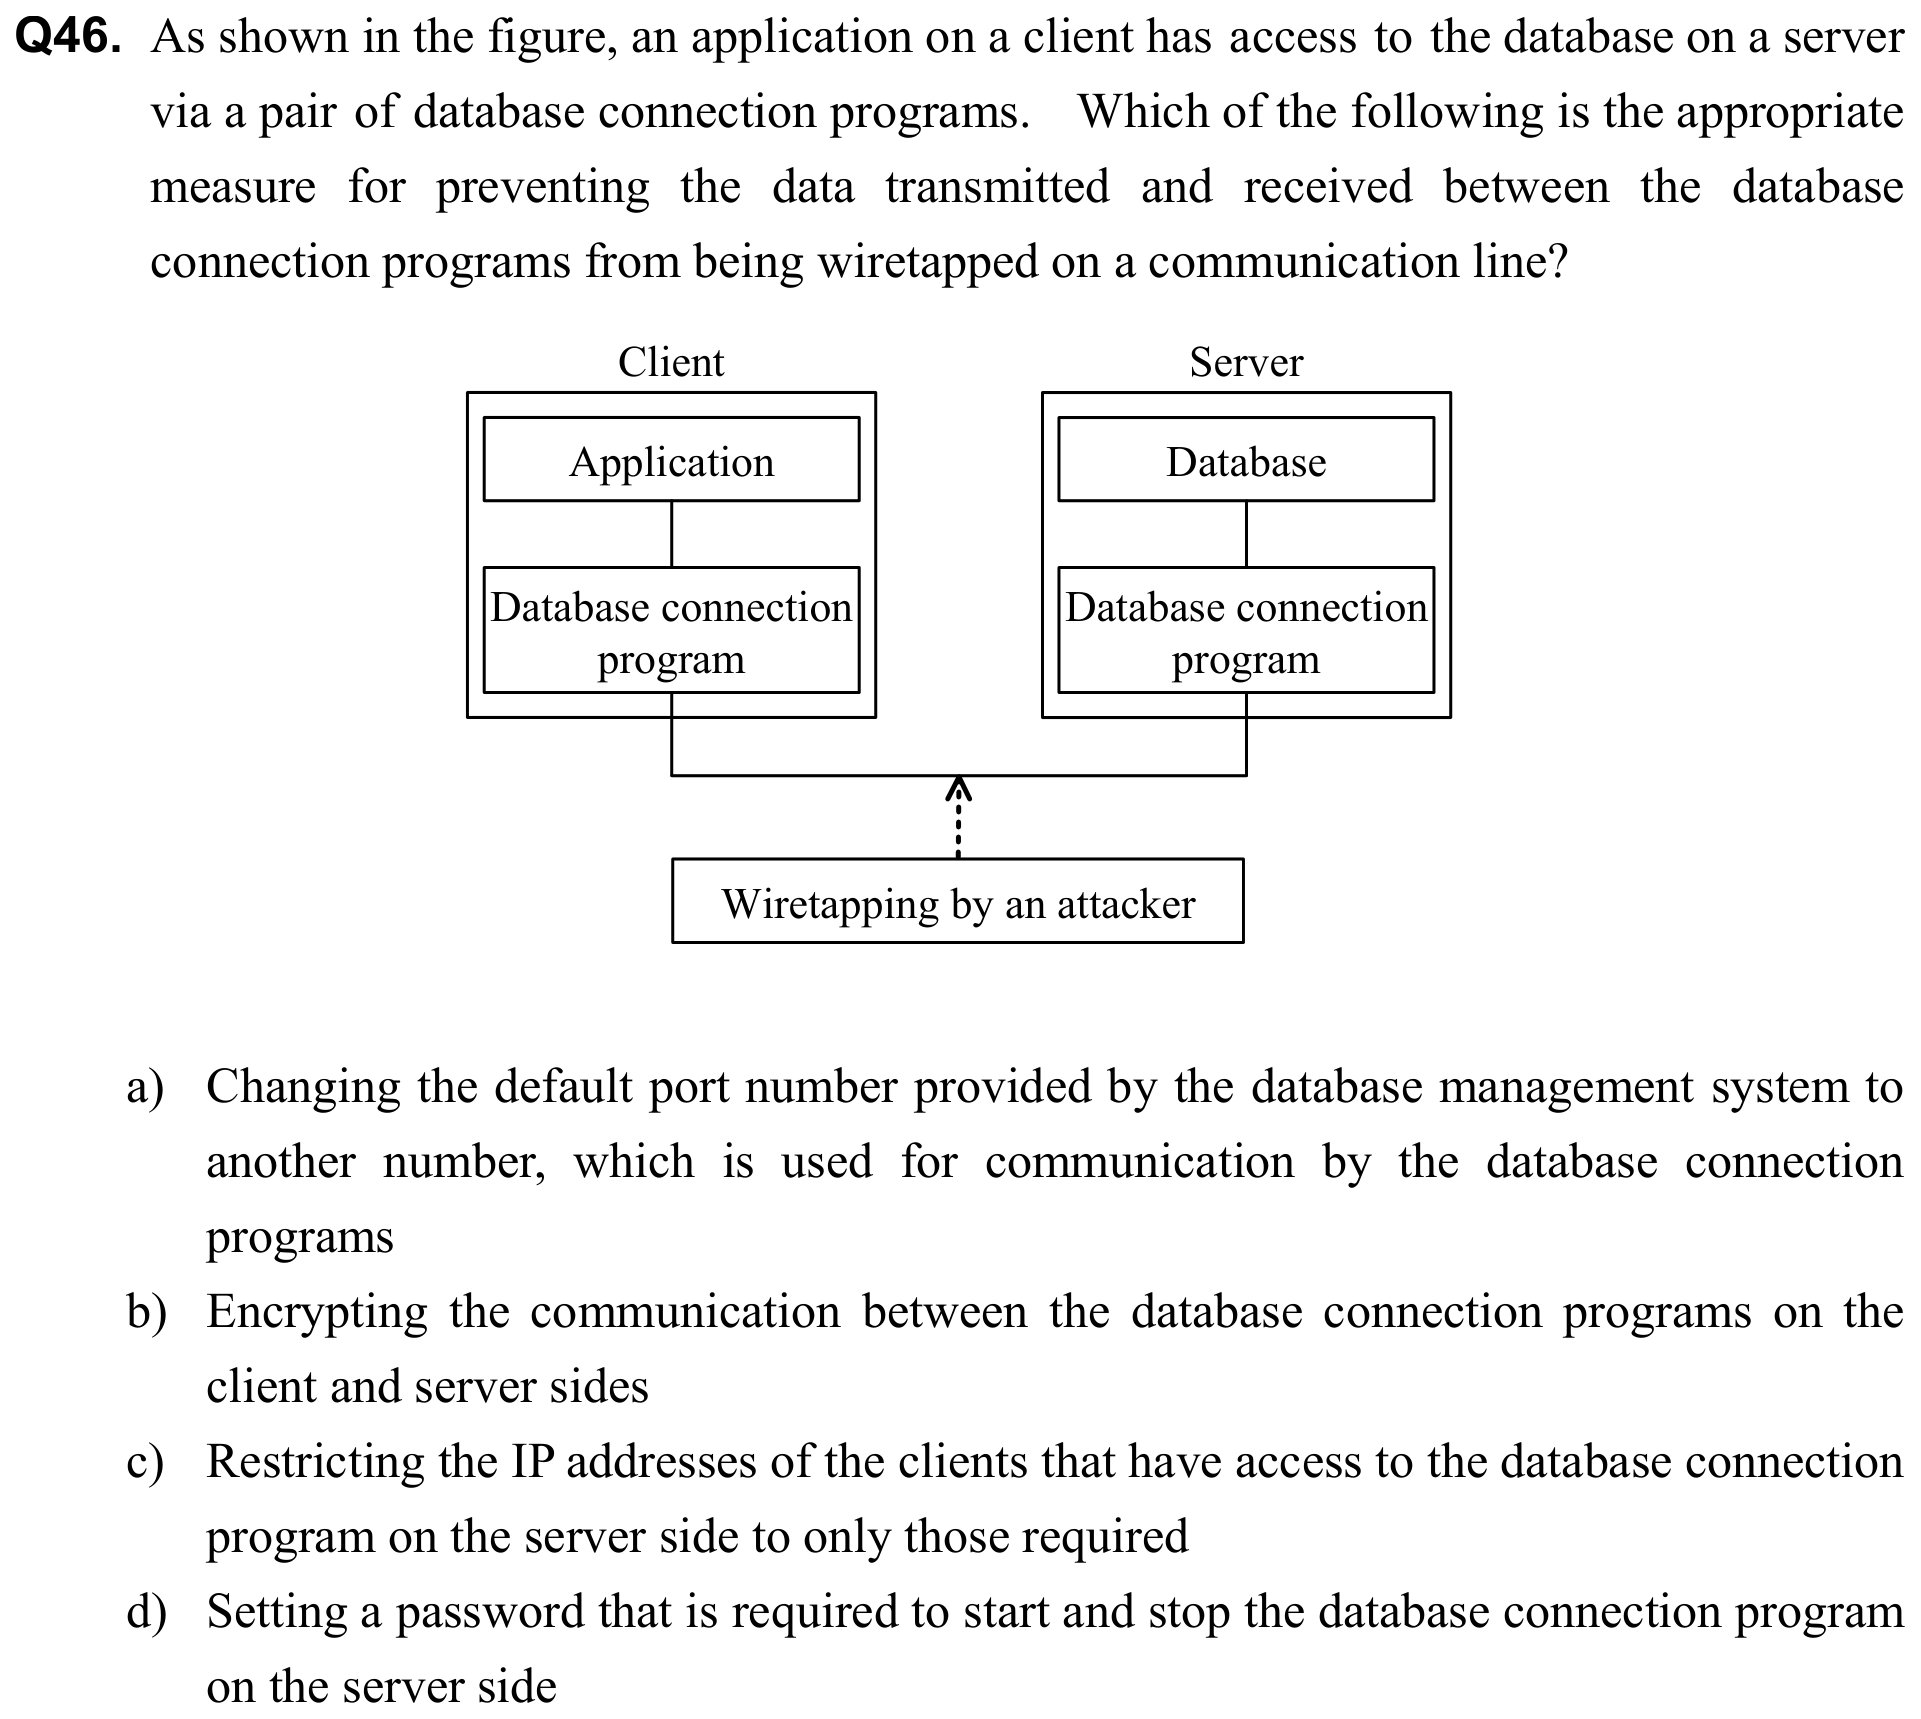 Q46. As shown in the figure, an application on a client has access to the database on a server
via a pair of database connection programs. Which of the following is the appropriate
measure for preventing the data transmitted and received between the database
connection programs from being wiretapped on a communication line?
Client
Server
Application
Database
Database connection
program
Database connection
program
Wiretapping by an attacker
a) Changing the default port number provided by the database management system to
another number, which is used for communication by the database connection
programs
b) Encrypting the communication between the database connection programs on the
client and server sides
c) Restricting the IP addresses of the clients that have access to the database connection
program on the server side to only those required
d) Setting a password that is required to start and stop the database connection program
on the server side